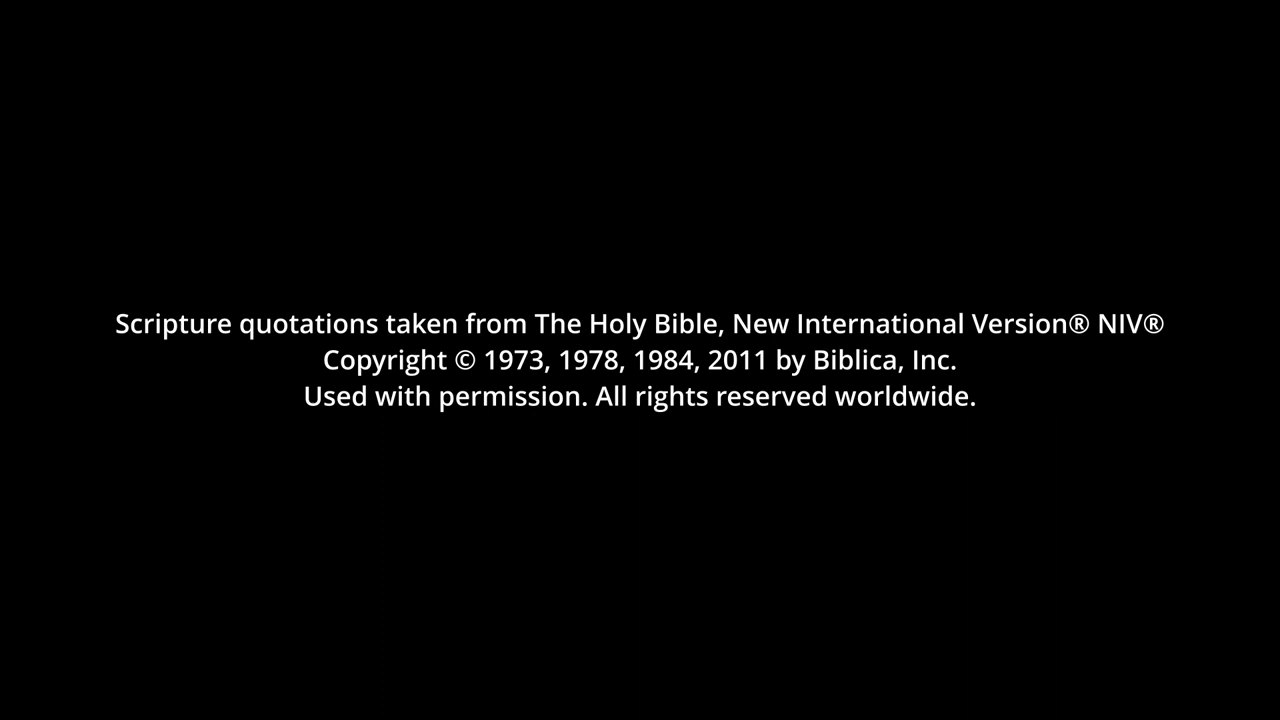 Scripture quotations taken from The Holy Bible, New International Version® NIV®
Copyright © 1973, 1978, 1984, 2011 by Biblica, Inc.
Used with permission. All rights reserved worldwide.